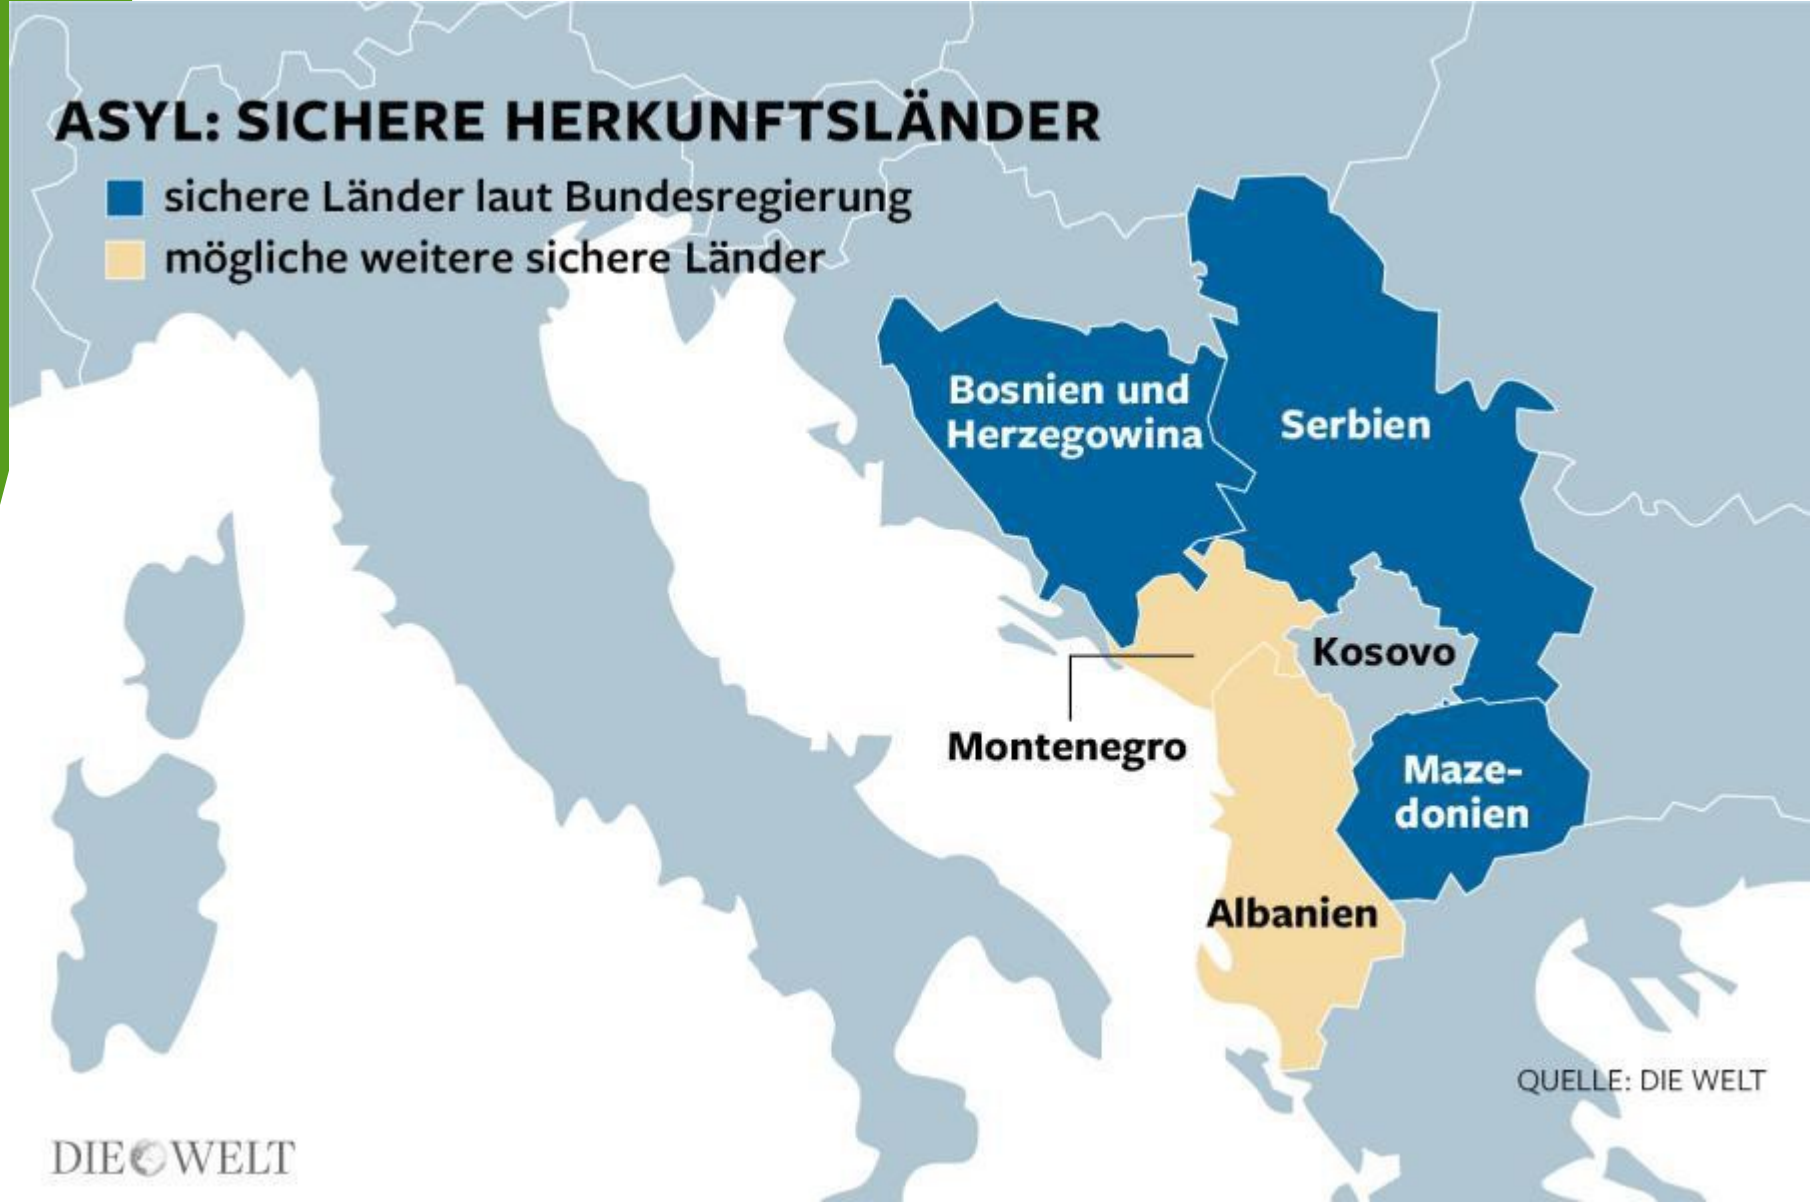 ASYL: SICHERE HERKUNFTSLÄNDER
sichere Länder laut Bundesregierung
mögliche weitere sichere Länder
Bosnien und
Herzegowina
Serbien
Kosovo
Montenegro
Maze-
donien
Albanien
QUELLE: DIE WELT
DIE WELT